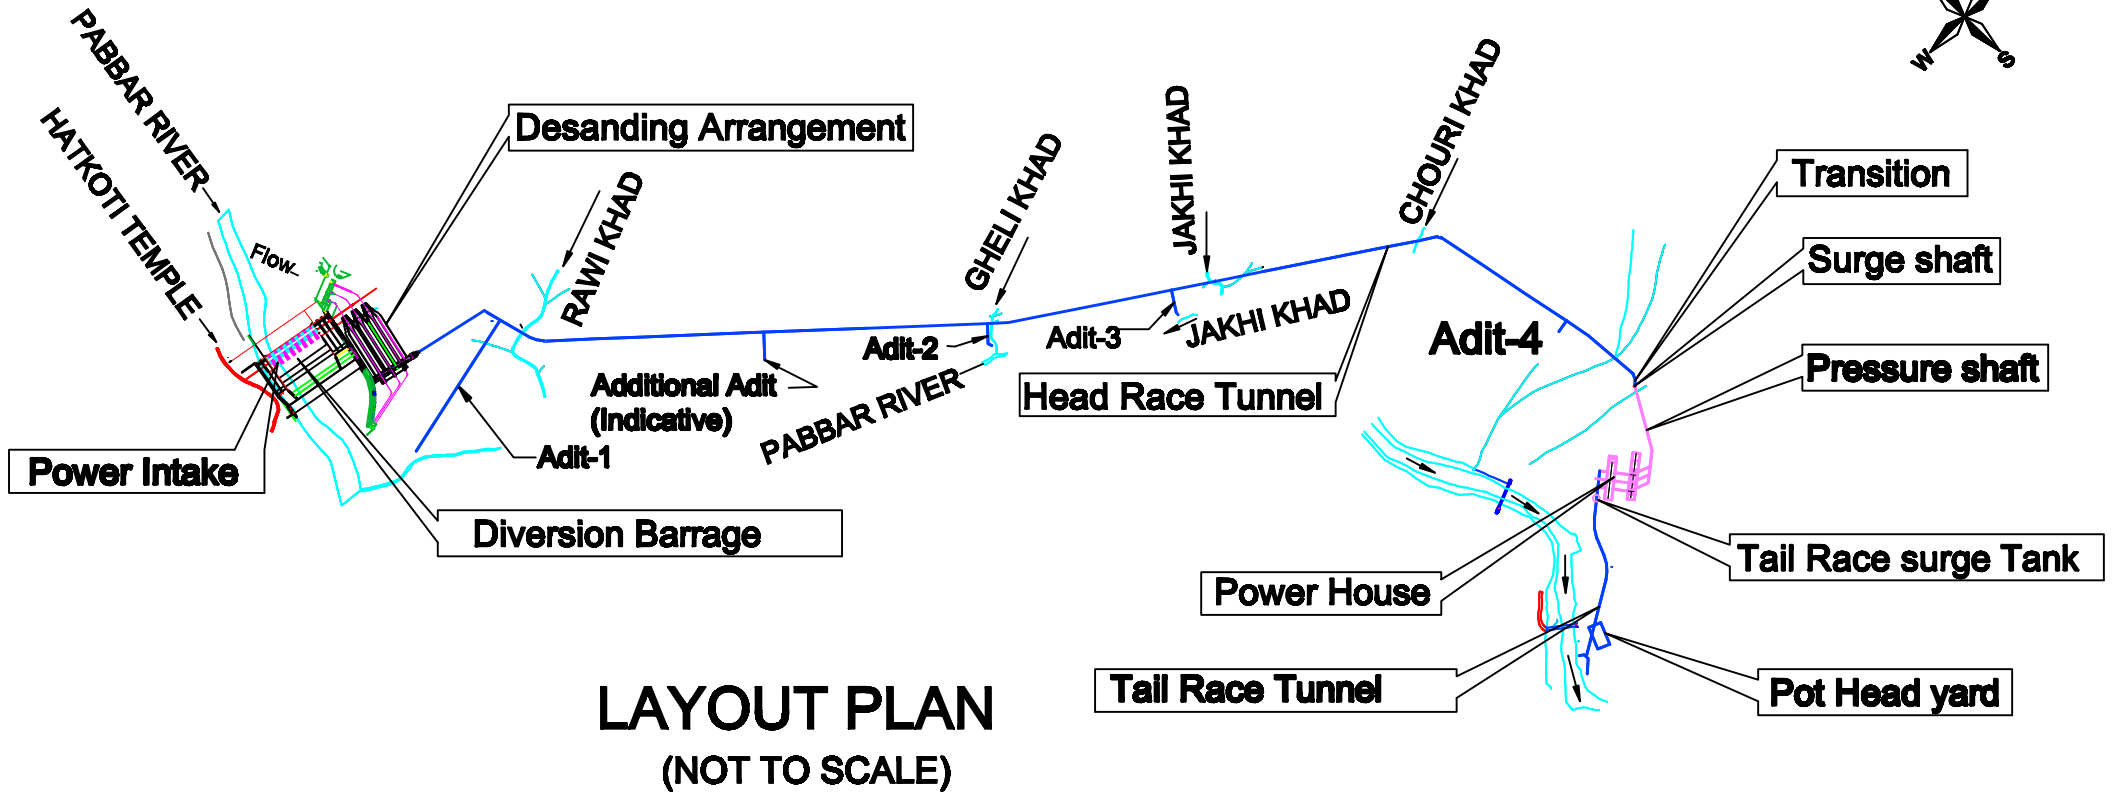 PABBAR RIVER
HATKOTI TEMPLE
Flow
Desanding Arrangement
RAWI KHAD
GHELI KHAD
JAKHI KHAD
CHOURI KHAD
W
S
Transition
Surge shaft
Pressure shaft
Adit-4
Adit-3
JAKHI KHAD
Adit-2
Head Race Tunnel
Additional Adit
(Indicative)
PABBAR RIVER
Adit-1
Power Intake
Diversion Barrage
Tail Race surge Tank
Power House
Tail Race Tunnel
Pot Head yard
LAYOUT PLAN
(NOT TO SCALE)